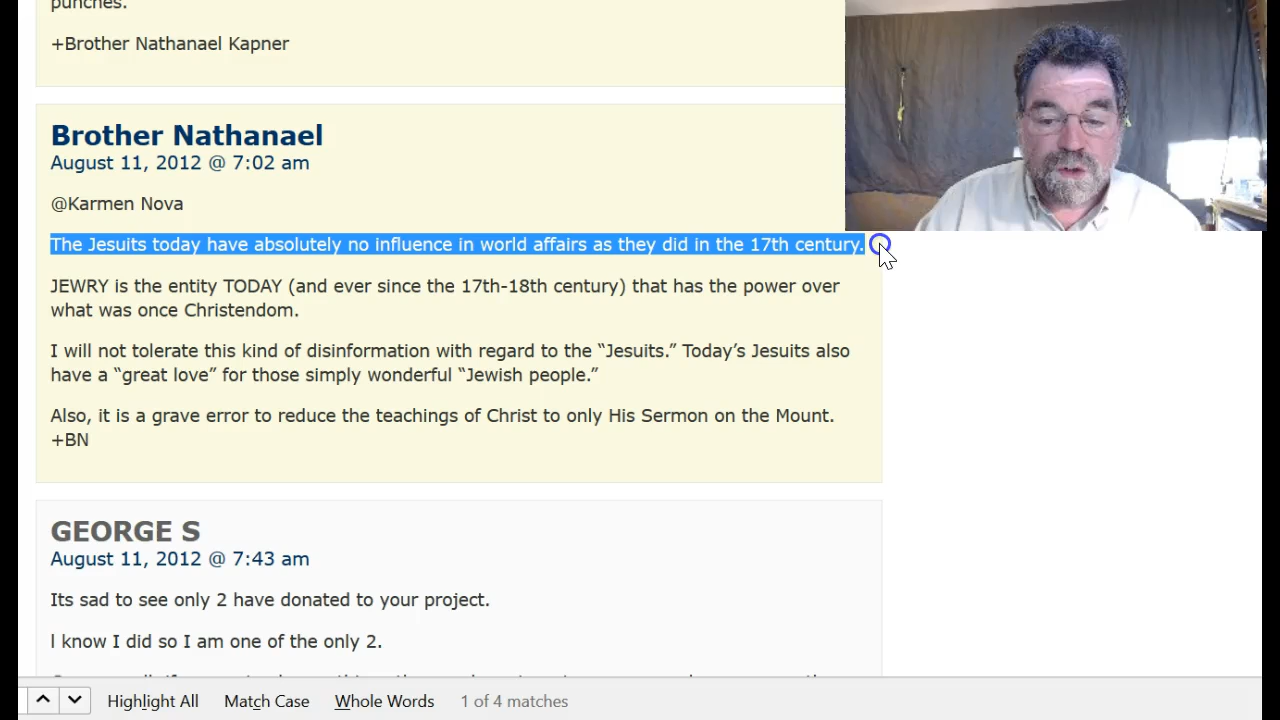 punches.
+Brother Nathanael Kapner
Brother Nathanael
August 11, 2012 @ 7:02 am
@Karmen Nova
The Jesuits today have absolutely no influence in world affairs as they did in the 17th century.
JEWRY is the entity TODAY (and ever since the 17th-18th century) that has the power over
what was once Christendom.
I will not tolerate this kind of disinformation with regard to the “Jesuits.” Today’s Jesuits also
have a “great love” for those simply wonderful “Jewish people.”
Also, it is a grave error to reduce the teachings of Christ to only His Sermon on the Mount.
+BN
GEORGE S
August 11, 2012 @ 7:43 am
Its sad to see only 2 have donated to your project.
l know I did so I am one of the only 2.
Highlight All Match Case Whole Words 1 of 4 matches